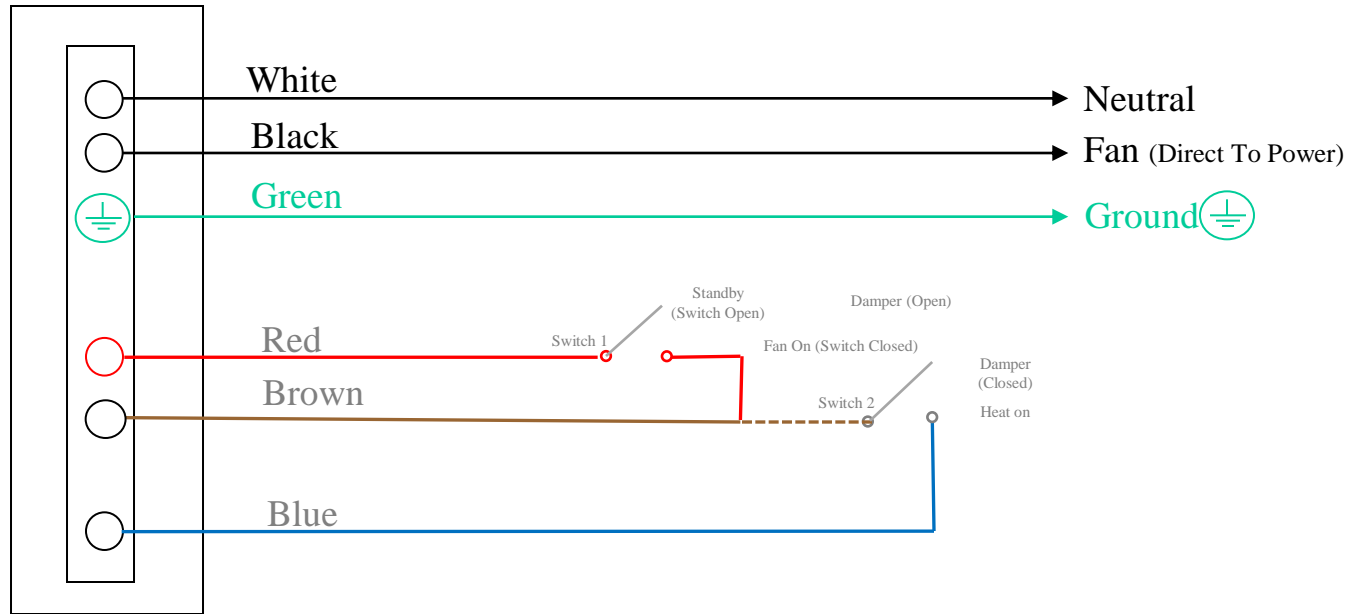 White
Neutral
Black
Fan (Direct To Power)
Green
Ground
Standby
(Switch Open)
Damper (Open)
Red
Switch 1
Fan On (Switch Closed)
Damper
(Closed)
Brown
Switch 2
Heat on
Blue